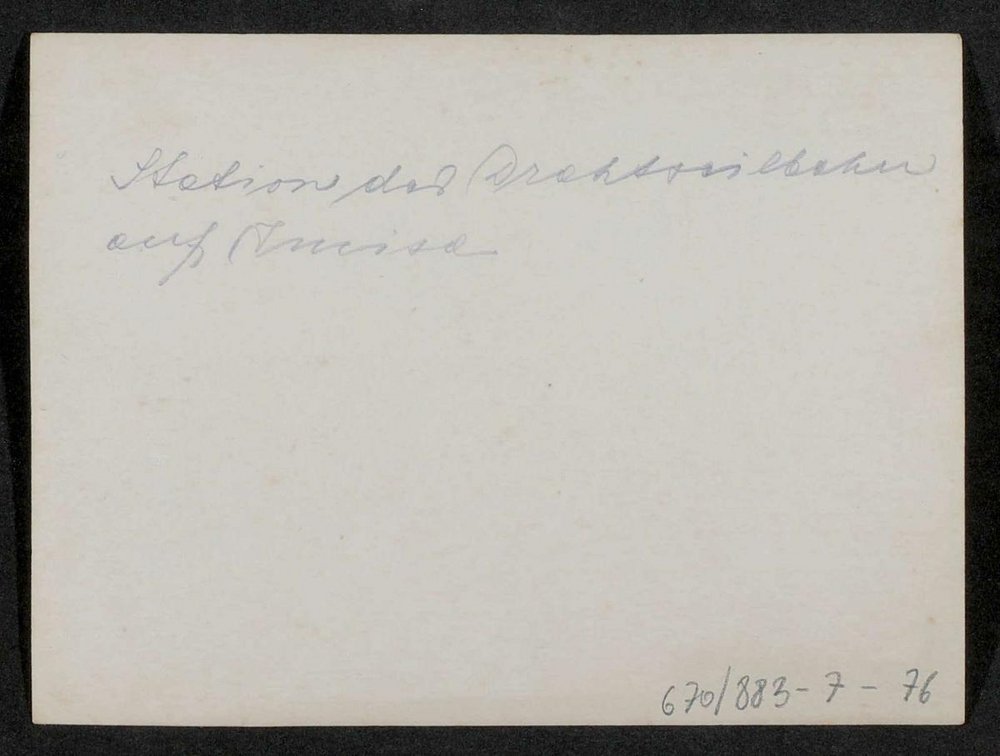 Station der Drahtseilbahn
auf
670/883-7-76